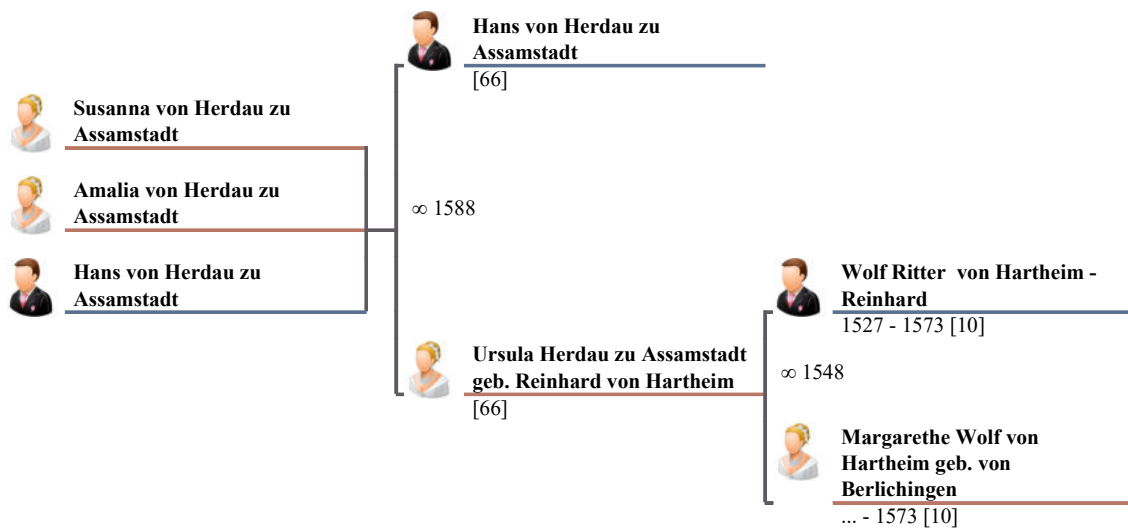 Hans von Herdau zu
Assamstadt
[66]
Susanna von Herdau zu
Assamstadt
Amalia von Herdau zu
Assamstadt
∞ 1588
Hans von Herdau zu
Assamstadt
Wolf Ritter  von Hartheim -
Reinhard
1527 - 1573 [10]
Ursula Herdau zu Assamstadt
geb. Reinhard von Hartheim
[66]
∞ 1548
Margarethe Wolf von
Hartheim geb. von
Berlichingen
... - 1573 [10]